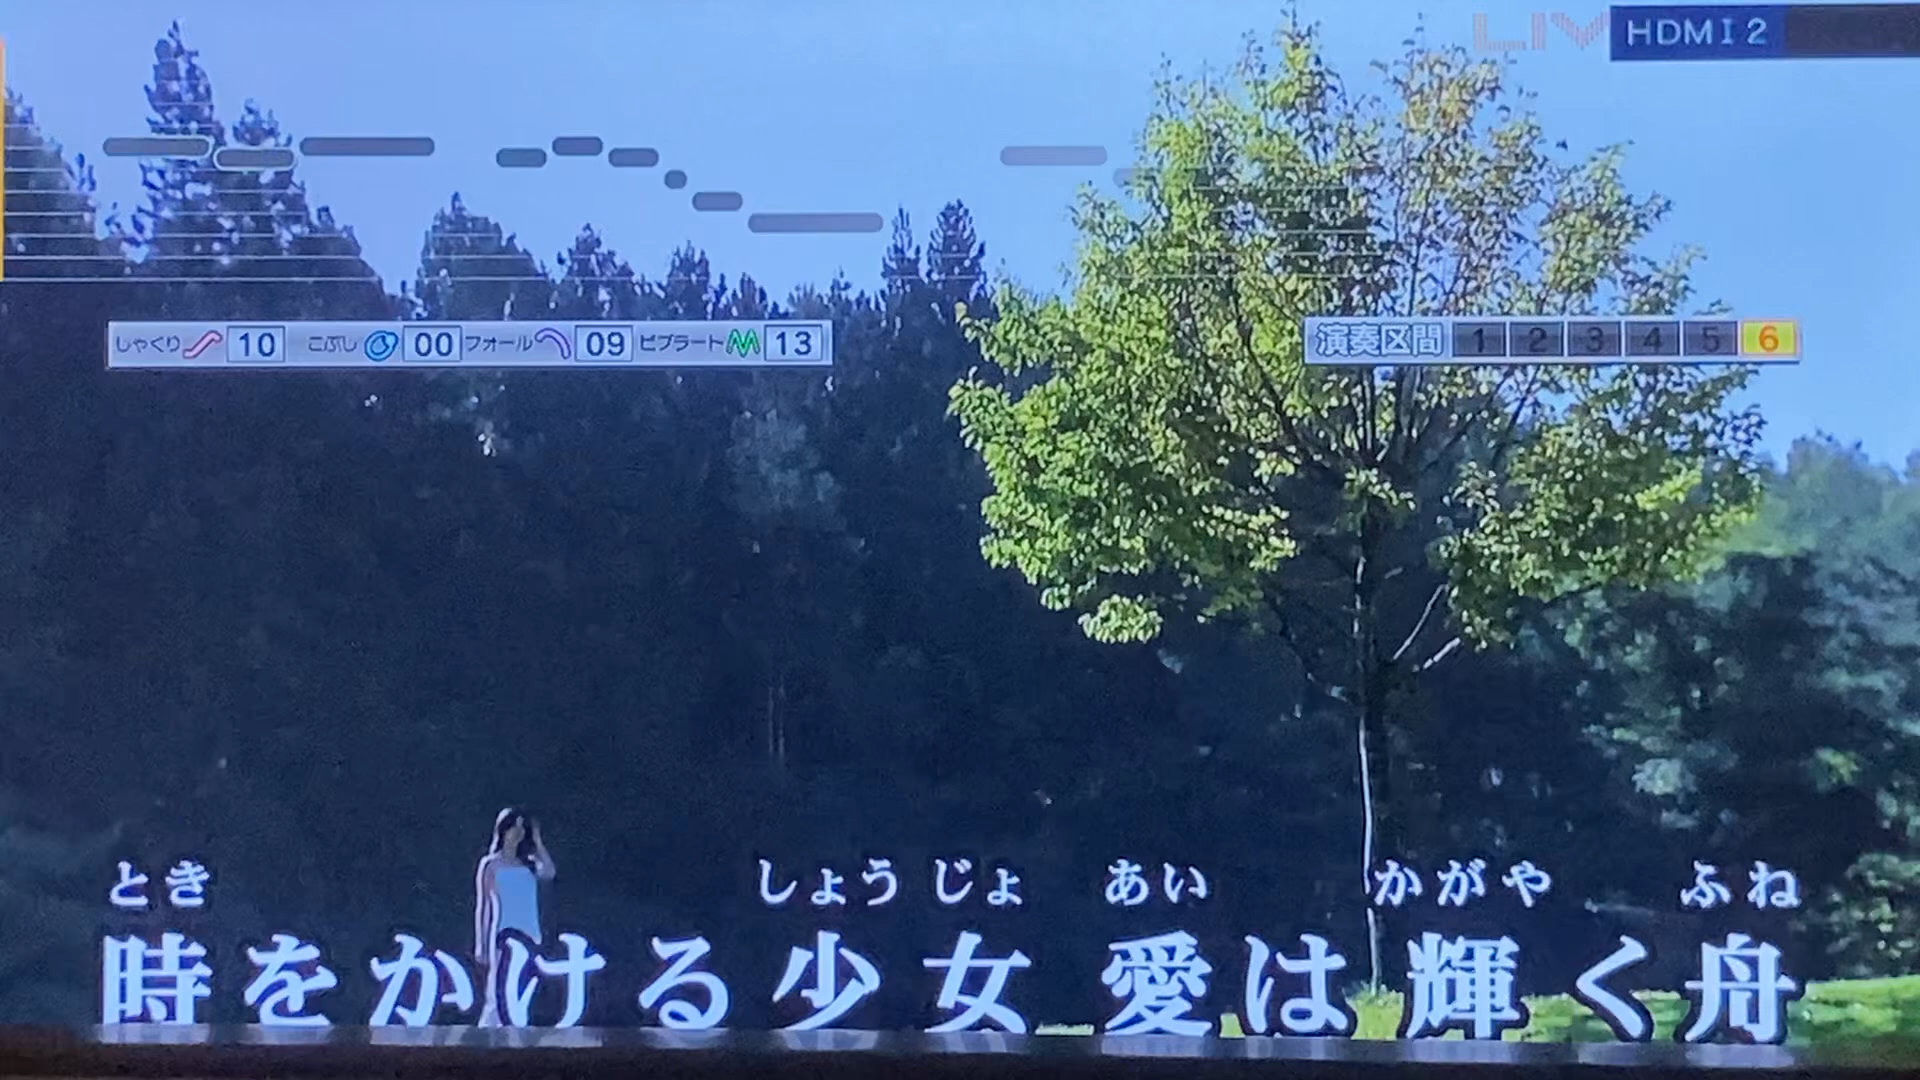 LIV
HDMI 2
しゃくり 10 こぶし 00 フォール 09 ビブラート 13
演奏区間 1 2 3 4 5 6
とき しょう じょ あい かがや ふね
時をかける少女 愛は輝く舟